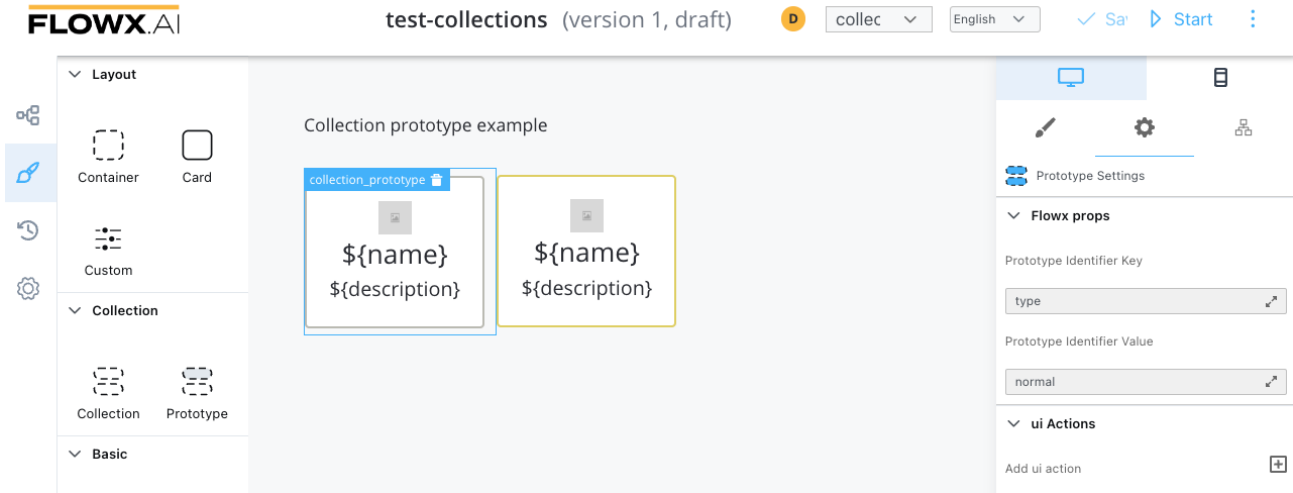 FLOWX.AI
test-collections (version 1, draft)
D
collec
English
Start
Layout
Container
Card
Custom
Collection
Collection
Prototype
Basic
Collection prototype example
collection_prototype
${name}
${description}
${name}
${description}
Prototype Settings
Flowx props
Prototype Identifier Key
type
Prototype Identifier Value
normal
ui Actions
Add ui action